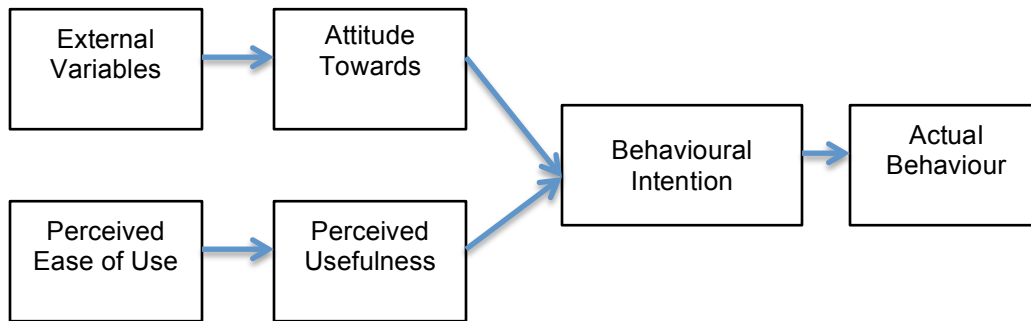 External
Variables
Attitude
Towards
Behavioural
Intention
Actual
Behaviour
Perceived
Ease of Use
Perceived
Usefulness